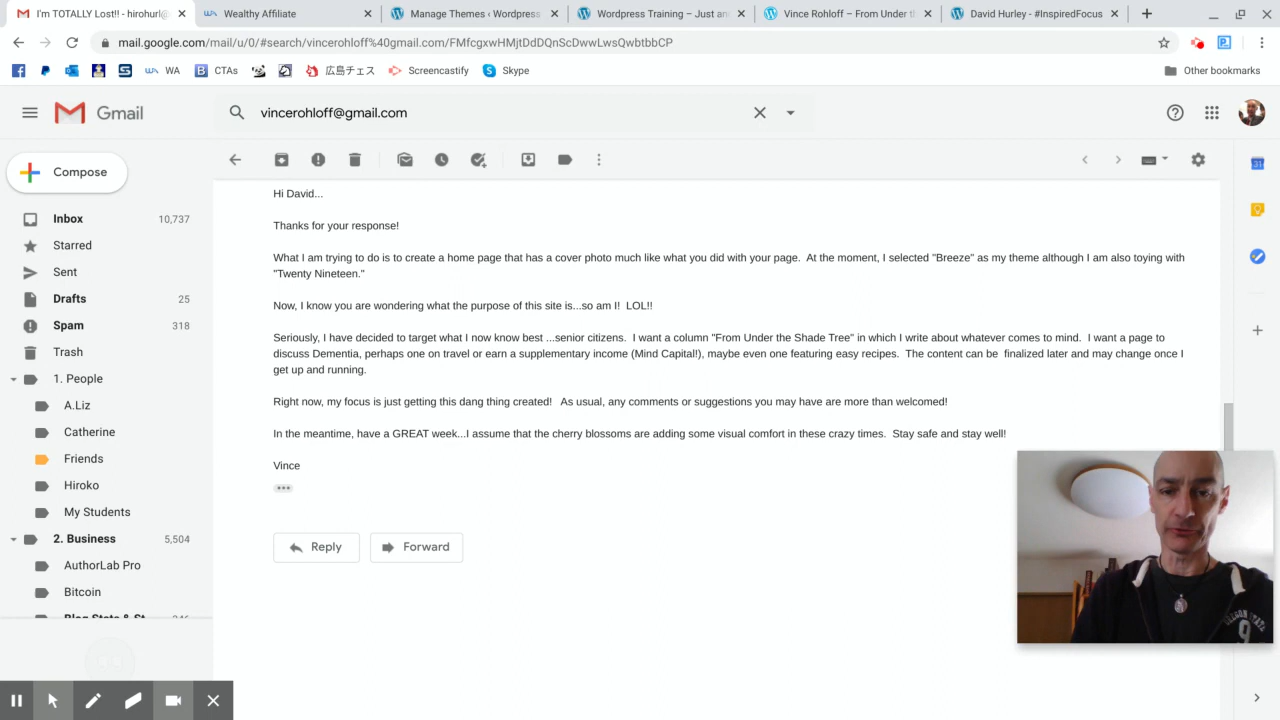 I'm TOTALLY Lost!! - hirohurl@
Wealthy Affiliate
Manage Themes ‹ Wordpress
Wordpress Training – Just an
Vince Rohloff – From Under th
David Hurley - #InspiredFocus
mail.google.com/mail/u/0/#search/vincerohloff%40gmail.com/FMfcgxwHMjtDdDQnScDwwLwsQwbtbbCP
WA
CTAs
広島チェス
Screencastify
Skype
Other bookmarks
Gmail
vincerohloff@gmail.com
Compose
Inbox 10,737
Starred
Sent
Drafts 25
Spam 318
Trash
1. People
A.Liz
Catherine
Friends
Hiroko
My Students
2. Business 5,504
AuthorLab Pro
Bitcoin
Hi David...
Thanks for your response!
What I am trying to do is to create a home page that has a cover photo much like what you did with your page. At the moment, I selected "Breeze" as my theme although I am also toying with
"Twenty Nineteen."
Now, I know you are wondering what the purpose of this site is...so am I! LOL!!
Seriously, I have decided to target what I now know best ...senior citizens. I want a column "From Under the Shade Tree" in which I write about whatever comes to mind. I want a page to
discuss Dementia, perhaps one on travel or earn a supplementary income (Mind Capital!), maybe even one featuring easy recipes. The content can be finalized later and may change once I
get up and running.
Right now, my focus is just getting this dang thing created! As usual, any comments or suggestions you may have are more than welcomed!
In the meantime, have a GREAT week...I assume that the cherry blossoms are adding some visual comfort in these crazy times. Stay safe and stay well!
Vince
Reply
Forward
31
9